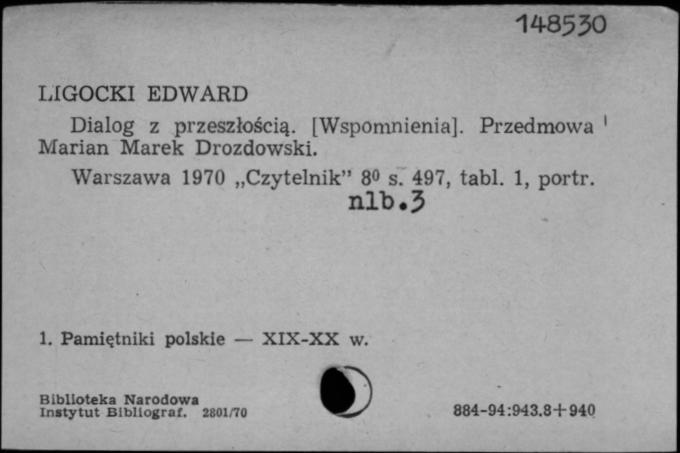 148530
LIGOCKI EDWARD
Dialog z przeszłością. [Wspomnienia]. Przedmowa
Marian Marek Drozdowski.
Warszawa 1970 „Czytelnik” 8⁰ s. 497, tabl. 1, portr.
nlb.3
1. Pamiętniki polskie — XIX-XX w.
Biblioteka Narodowa
Instytut Bibliograf. 2801/70
884-94:943.8+940